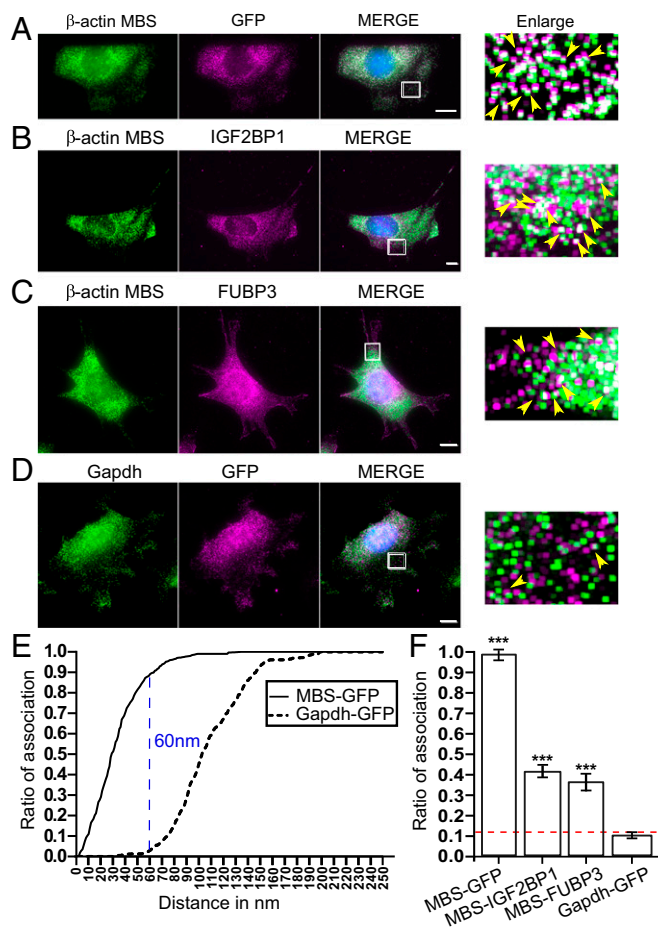 A
β-actin MBS GFP MERGE Enlarge
B
β-actin MBS IGF2BP1 MERGE
C
β-actin MBS FUBP3 MERGE
D
Gapdh GFP MERGE
E
Ratio of association
1.0
0.9
0.8
0.7
0.6
0.5
0.4
0.3
0.2
0.1
0.0
MBS-GFP
Gapdh-GFP
60nm
0 10 20 30 40 50 60 70 80 90 100 110 120 130 140 150 160 170 180 190 200 210 220 230 240 250
Distance in nm
F
Ratio of association
1.0
0.9
0.8
0.7
0.6
0.5
0.4
0.3
0.2
0.1
0.0
***
***
***
MBS-GFP
MBS-IGF2BP1
MBS-FUBP3
Gapdh-GFP